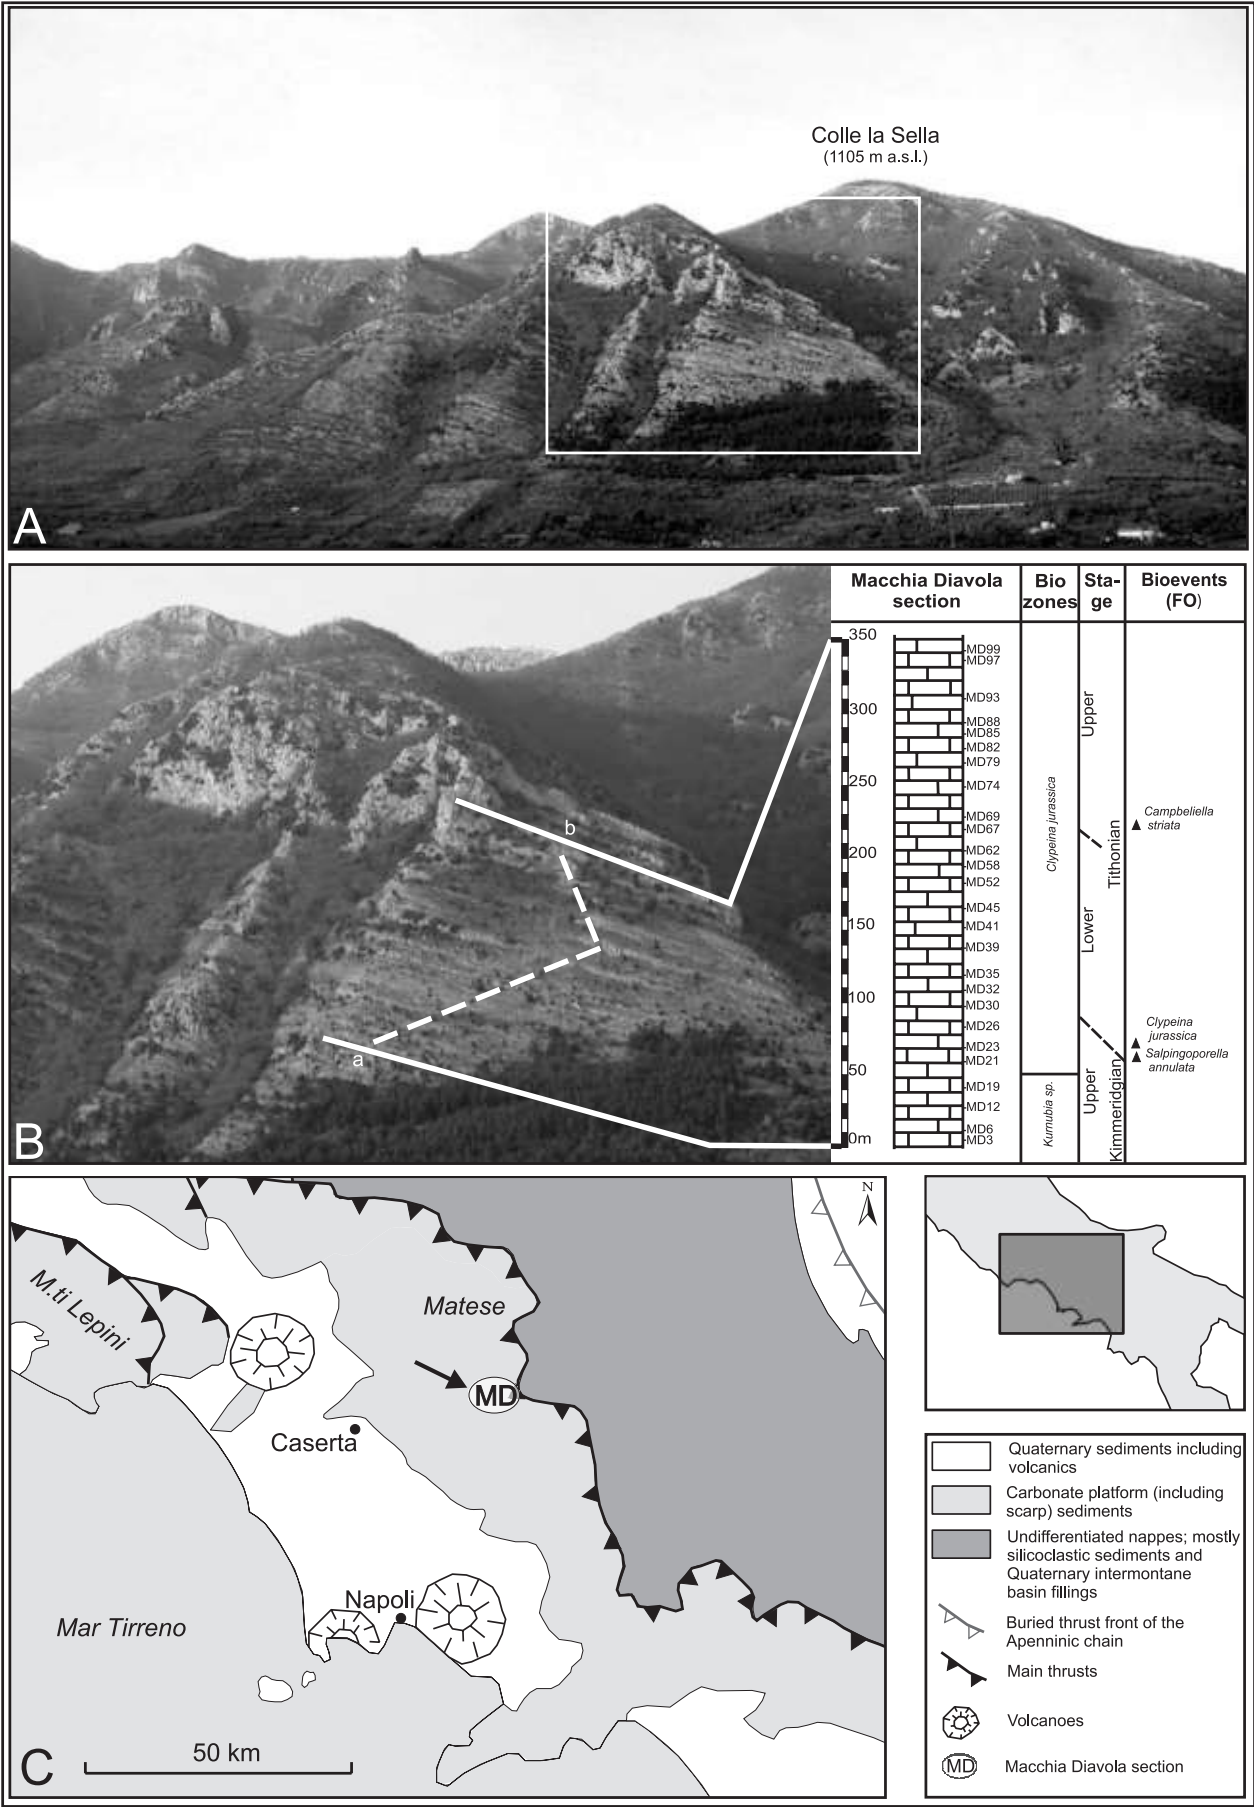 Colle la Sella
(1105 m a.s.l.)
A
Macchia Diavola
section
Bio
zones
Sta-
ge
Bioevents
(FO)
350
300
250
200
150
100
50
0m
MD99
MD97
MD93
MD88
MD85
MD82
MD79
MD74
MD69
MD67
MD62
MD58
MD52
MD45
MD41
MD39
MD35
MD32
MD30
MD26
MD23
MD21
MD19
MD12
MD6
MD3
Clypeina jurassica
Kurnubia sp.
Upper
Lower
Tithonian
Upper
Kimmeridgian
Campbeliella
striata
Clypeina
jurassica
Salpingoporella
annulata
b
a
B
N
M.ti Lepini
Matese
MD
Caserta
Napoli
Mar Tirreno
50 km
C
Quaternary sediments including
volcanics
Carbonate platform (including
scarp) sediments
Undifferentiated nappes; mostly
silicoclastic sediments and
Quaternary intermontane
basin fillings
Buried thrust front of the
Apenninic chain
Main thrusts
Volcanoes
MD
Macchia Diavola section